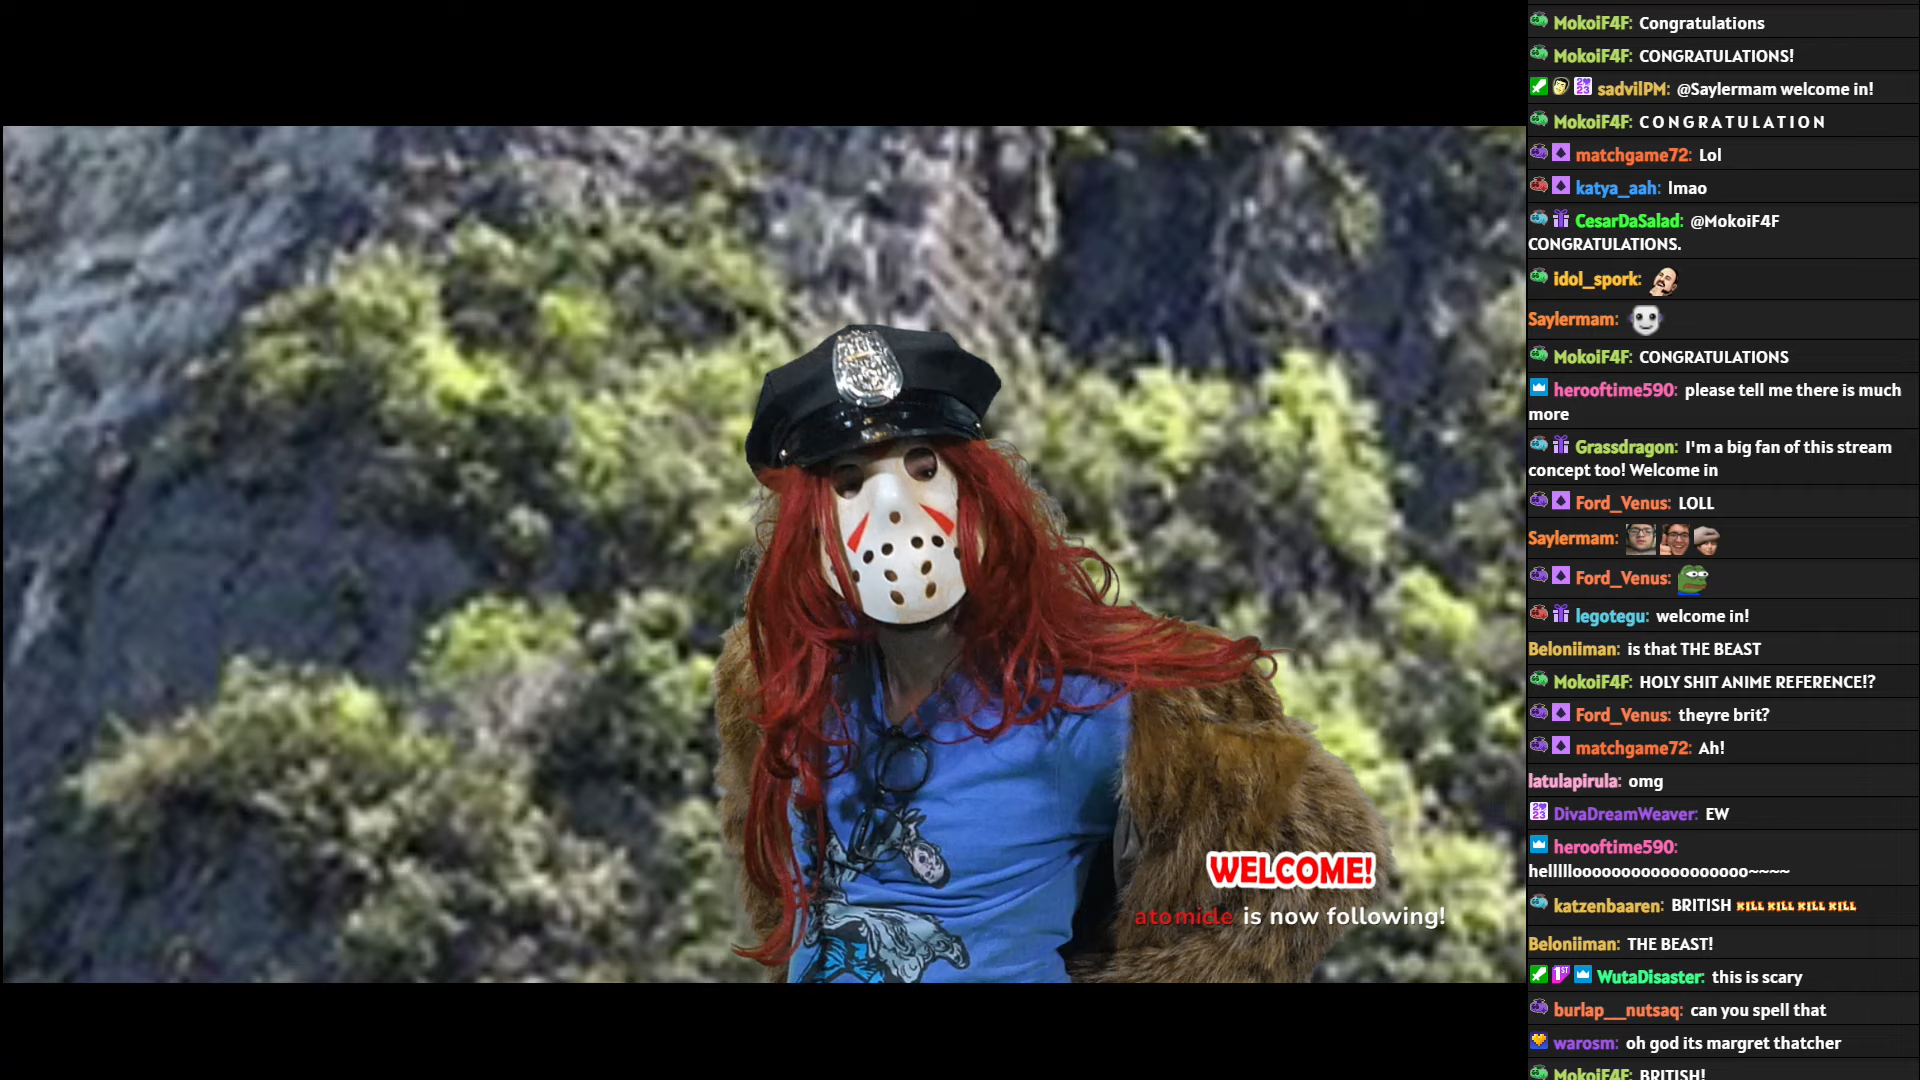 MokoiF4F: Congratulations
MokoiF4F: CONGRATULATIONS!
sadvilPM: @Saylermam welcome in!
MokoiF4F: C O N G R A T U L A T I O N
matchgame72: Lol
katya_aah: lmao
CesarDaSalad: @MokoiF4F
CONGRATULATIONS.
idol_spork:
Saylermam:
MokoiF4F: CONGRATULATIONS
herooftime590: please tell me there is much
more
Grassdragon: I'm a big fan of this stream
concept too! Welcome in
Ford_Venus: LOLL
Saylermam:
Ford_Venus:
legotegu: welcome in!
Beloniiman: is that THE BEAST
MokoiF4F: HOLY SHIT ANIME REFERENCE!?
Ford_Venus: theyre brit?
matchgame72: Ah!
latulapirula: omg
DivaDreamWeaver: EW
herooftime590:
helllllooooooooooooooooooo~~~~
katzenbaaren: BRITISH KILL KILL KILL KILL
Beloniiman: THE BEAST!
WutaDisaster: this is scary
burlap__nutsaq: can you spell that
warosm: oh god its margret thatcher
MokoiF4F: BRITISH!
WELCOME!
atomicle is now following!